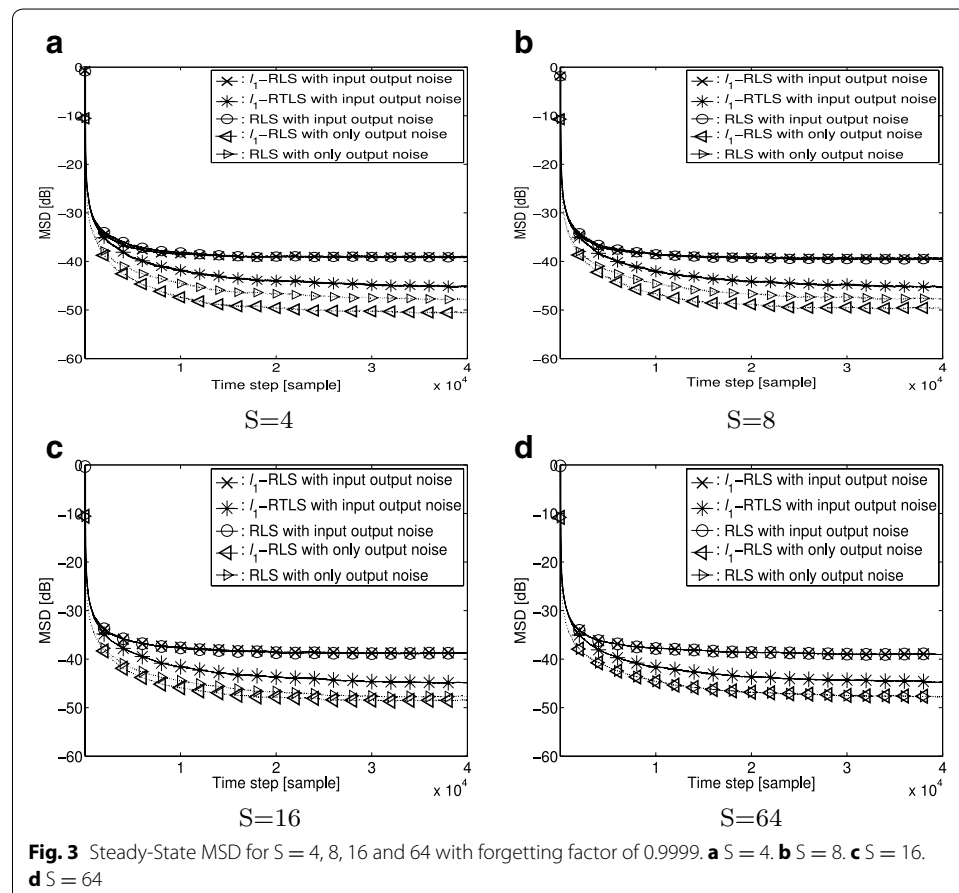 a
0
−10
−20
−30
−40
−50
−60
MSD [dB]
: l1−RLS with input output noise
: l1−RTLS with input output noise
: RLS with input output noise
: l1−RLS with only output noise
: RLS with only output noise
0 1 2 3 4
Time step [sample]
x 10^4
S=4
b
0
−10
−20
−30
−40
−50
−60
MSD [dB]
: l1−RLS with input output noise
: l1−RTLS with input output noise
: RLS with input output noise
: l1−RLS with only output noise
: RLS with only output noise
0 1 2 3 4
Time step [sample]
x 10^4
S=8
c
0
−10
−20
−30
−40
−50
−60
MSD [dB]
: l1−RLS with input output noise
: l1−RTLS with input output noise
: RLS with input output noise
: l1−RLS with only output noise
: RLS with only output noise
1 2 3 4
Time step [sample]
x 10^4
S=16
d
0
−10
−20
−30
−40
−50
−60
MSD [dB]
: l1−RLS with input output noise
: l1−RTLS with input output noise
: RLS with input output noise
: l1−RLS with only output noise
: RLS with only output noise
1 2 3 4
Time step [sample]
x 10^4
S=64
Fig. 3 Steady-State MSD for S = 4, 8, 16 and 64 with forgetting factor of 0.9999. a S = 4. b S = 8. c S = 16.
d S = 64